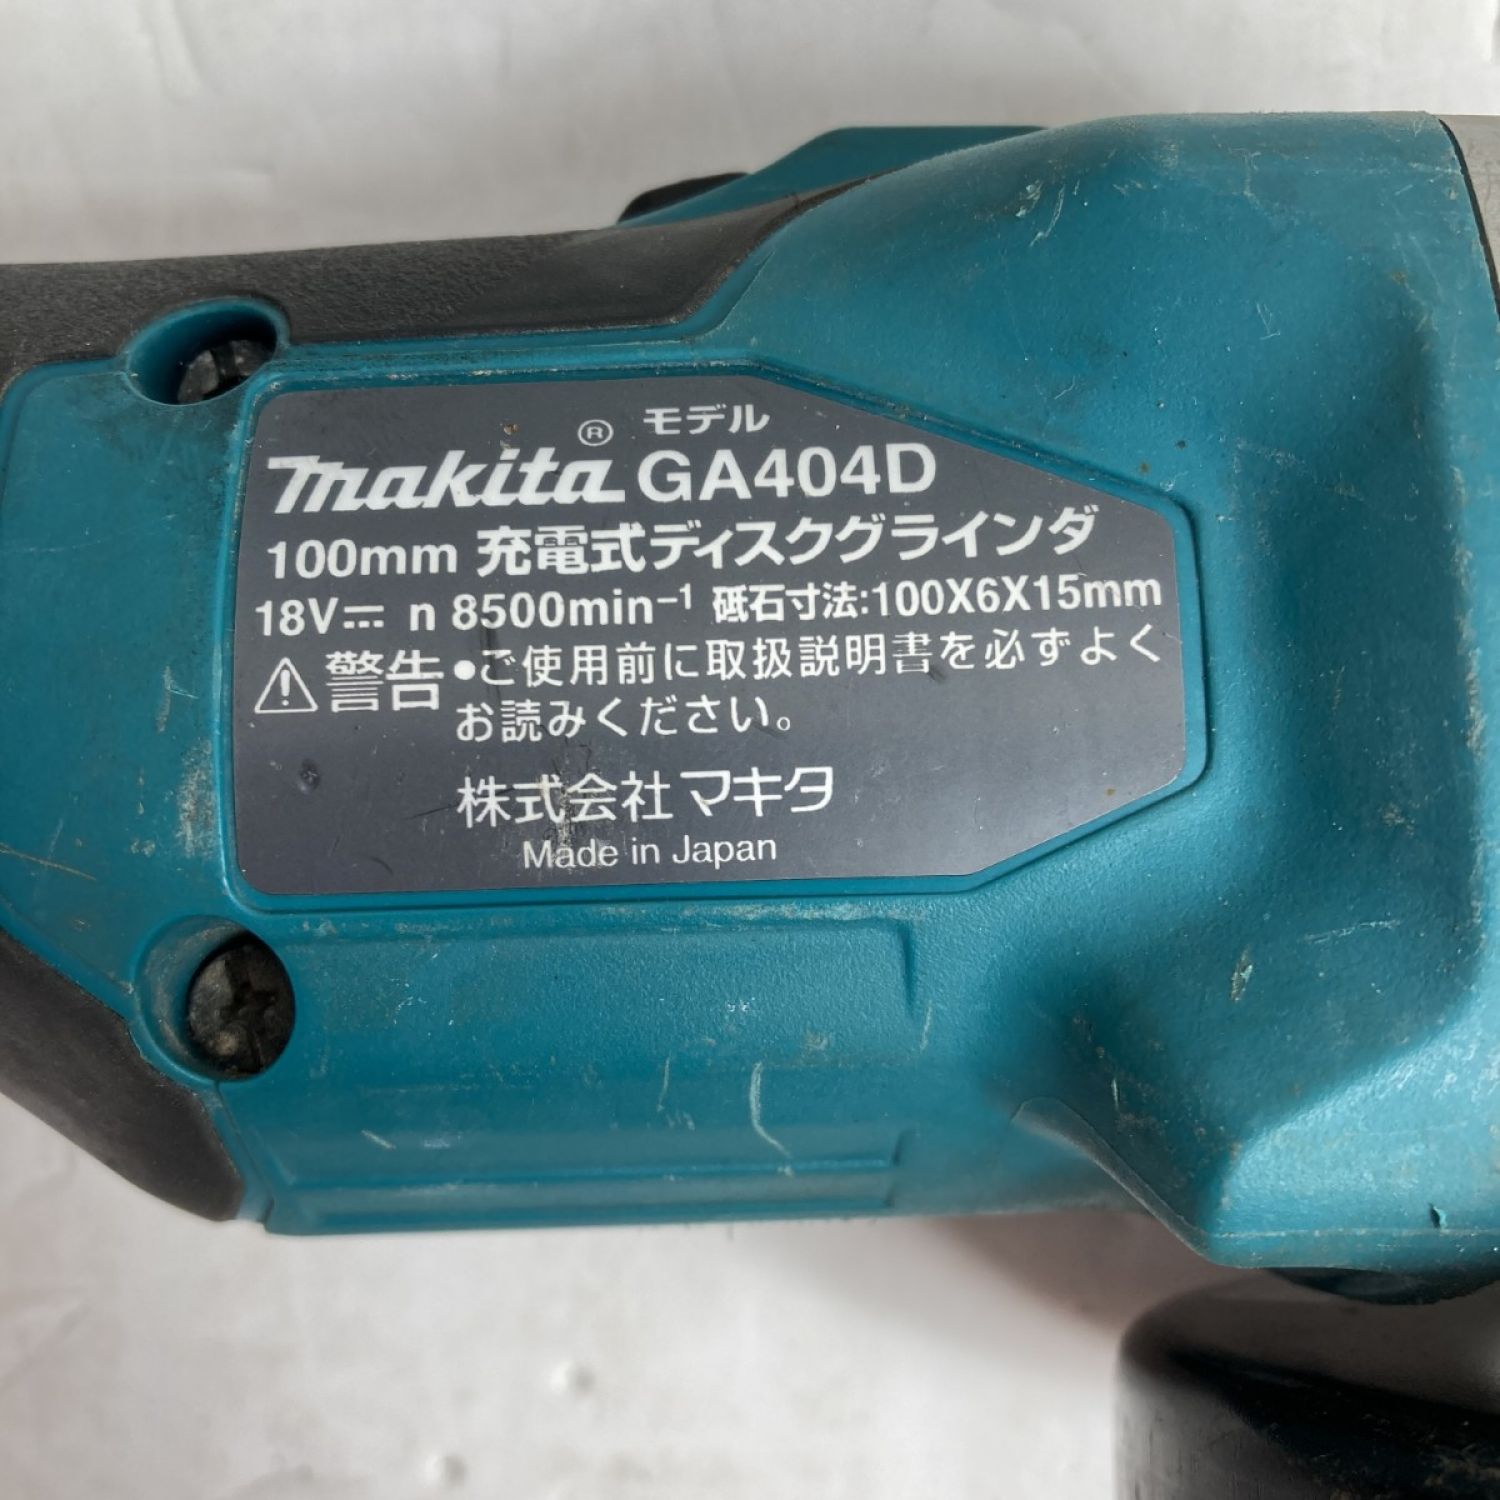 モデル
makita® GA404D
100mm 充電式ディスクグラインダ
18V⎓ n 8500min⁻¹ 砥石寸法:100X6X15mm
⚠警告 ●ご使用前に取扱説明書を必ずよく
お読みください。
株式会社マキタ
Made in Japan